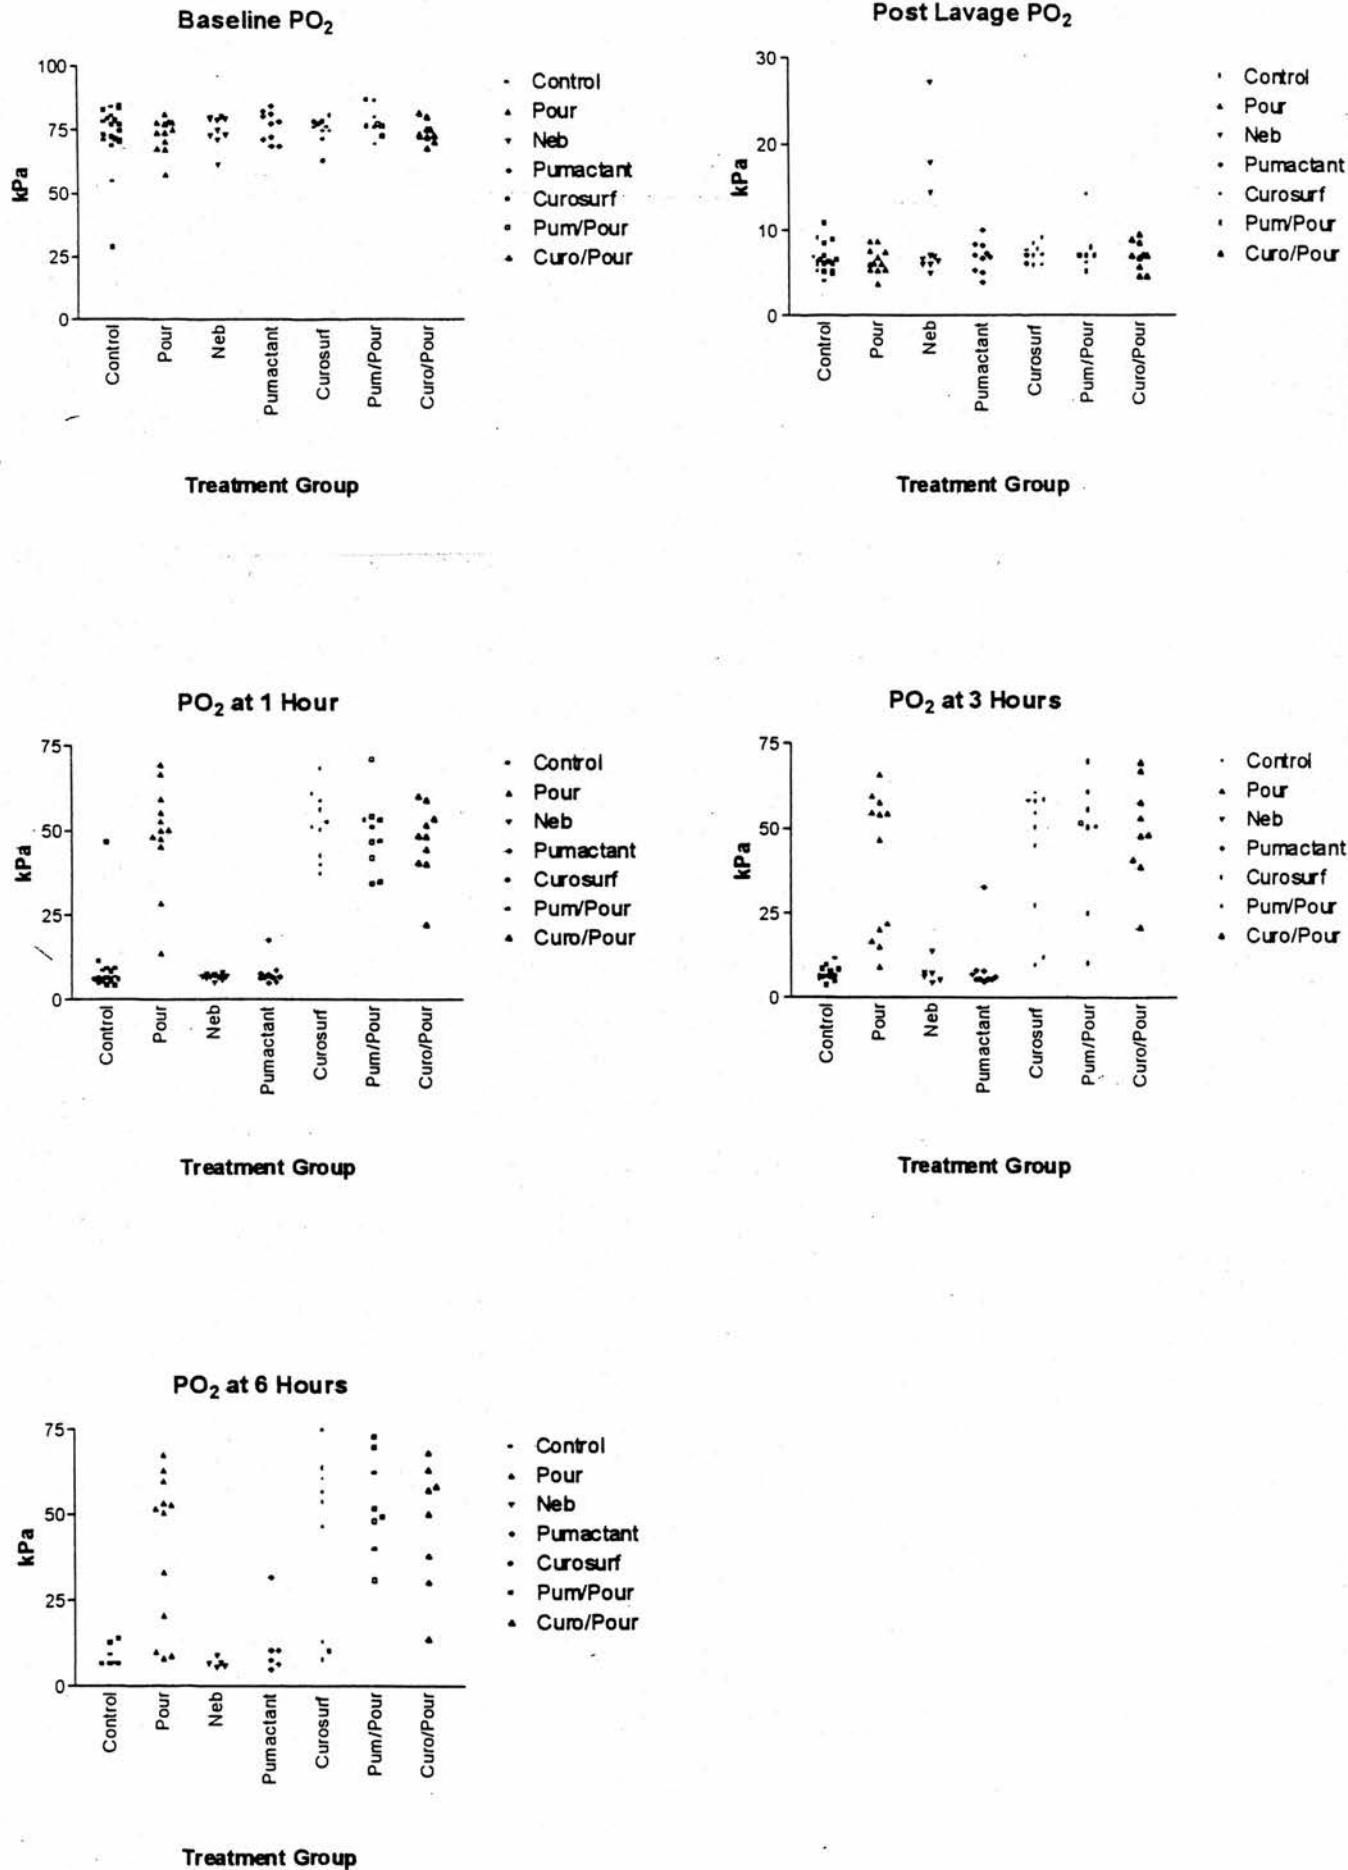 Baseline PO2
100
75
50
25
0
kPa
Control
Pour
Neb
Pumactant
Curosurf
Pum/Pour
Curo/Pour
Treatment Group
Control
Pour
Neb
Pumactant
Curosurf
Pum/Pour
Curo/Pour
Post Lavage PO2
30
20
10
0
kPa
Control
Pour
Neb
Pumactant
Curosurf
Pum/Pour
Curo/Pour
Treatment Group
Control
Pour
Neb
Pumactant
Curosurf
Pum/Pour
Curo/Pour
PO2 at 1 Hour
75
50
25
0
kPa
Control
Pour
Neb
Pumactant
Curosurf
Pum/Pour
Curo/Pour
Treatment Group
Control
Pour
Neb
Pumactant
Curosurf
Pum/Pour
Curo/Pour
PO2 at 3 Hours
75
50
25
0
kPa
Control
Pour
Neb
Pumactant
Curosurf
Pum/Pour
Curo/Pour
Treatment Group
Control
Pour
Neb
Pumactant
Curosurf
Pum/Pour
Curo/Pour
PO2 at 6 Hours
75
50
25
0
kPa
Control
Pour
Neb
Pumactant
Curosurf
Pum/Pour
Curo/Pour
Treatment Group
Control
Pour
Neb
Pumactant
Curosurf
Pum/Pour
Curo/Pour